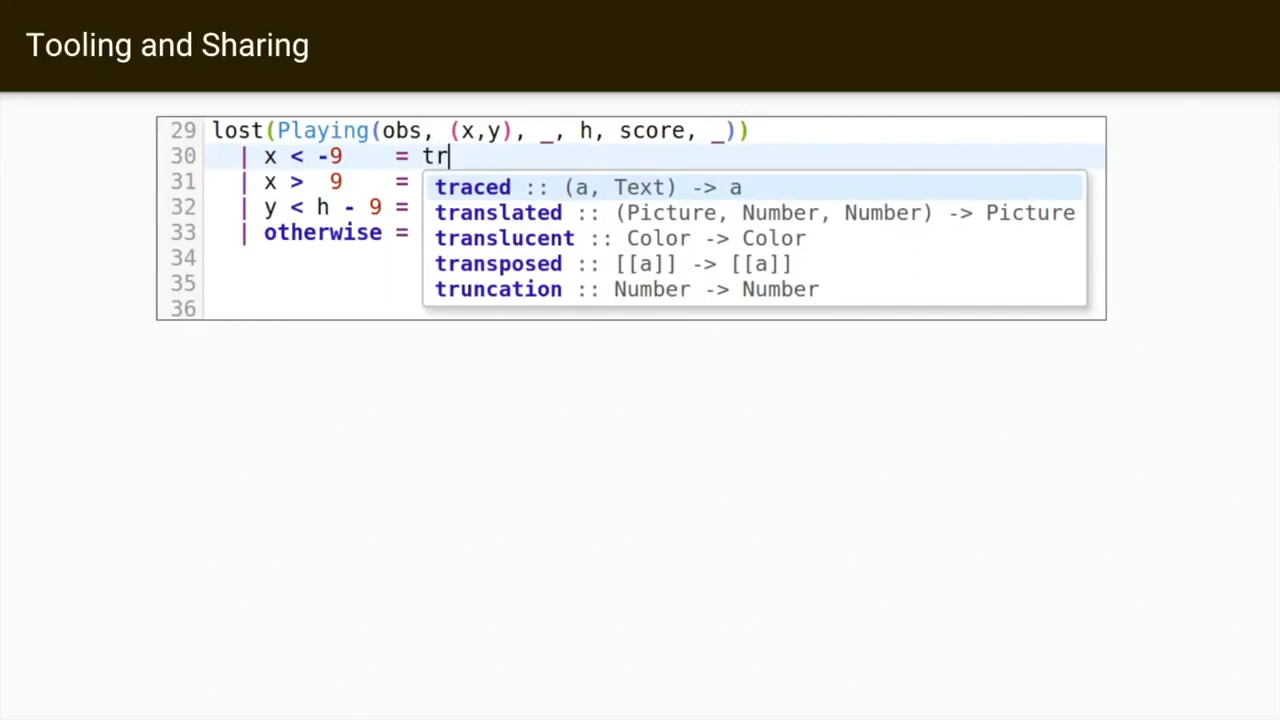 Tooling and Sharing
29 lost(Playing(obs, (x,y), _, h, score, _))
30 | x < -9 = tr
31 | x > 9 =
traced :: (a, Text) -> a
32 | y < h - 9 =
translated :: (Picture, Number, Number) -> Picture
33 | otherwise =
translucent :: Color -> Color
34
transposed :: [[a]] -> [[a]]
35
truncation :: Number -> Number
36